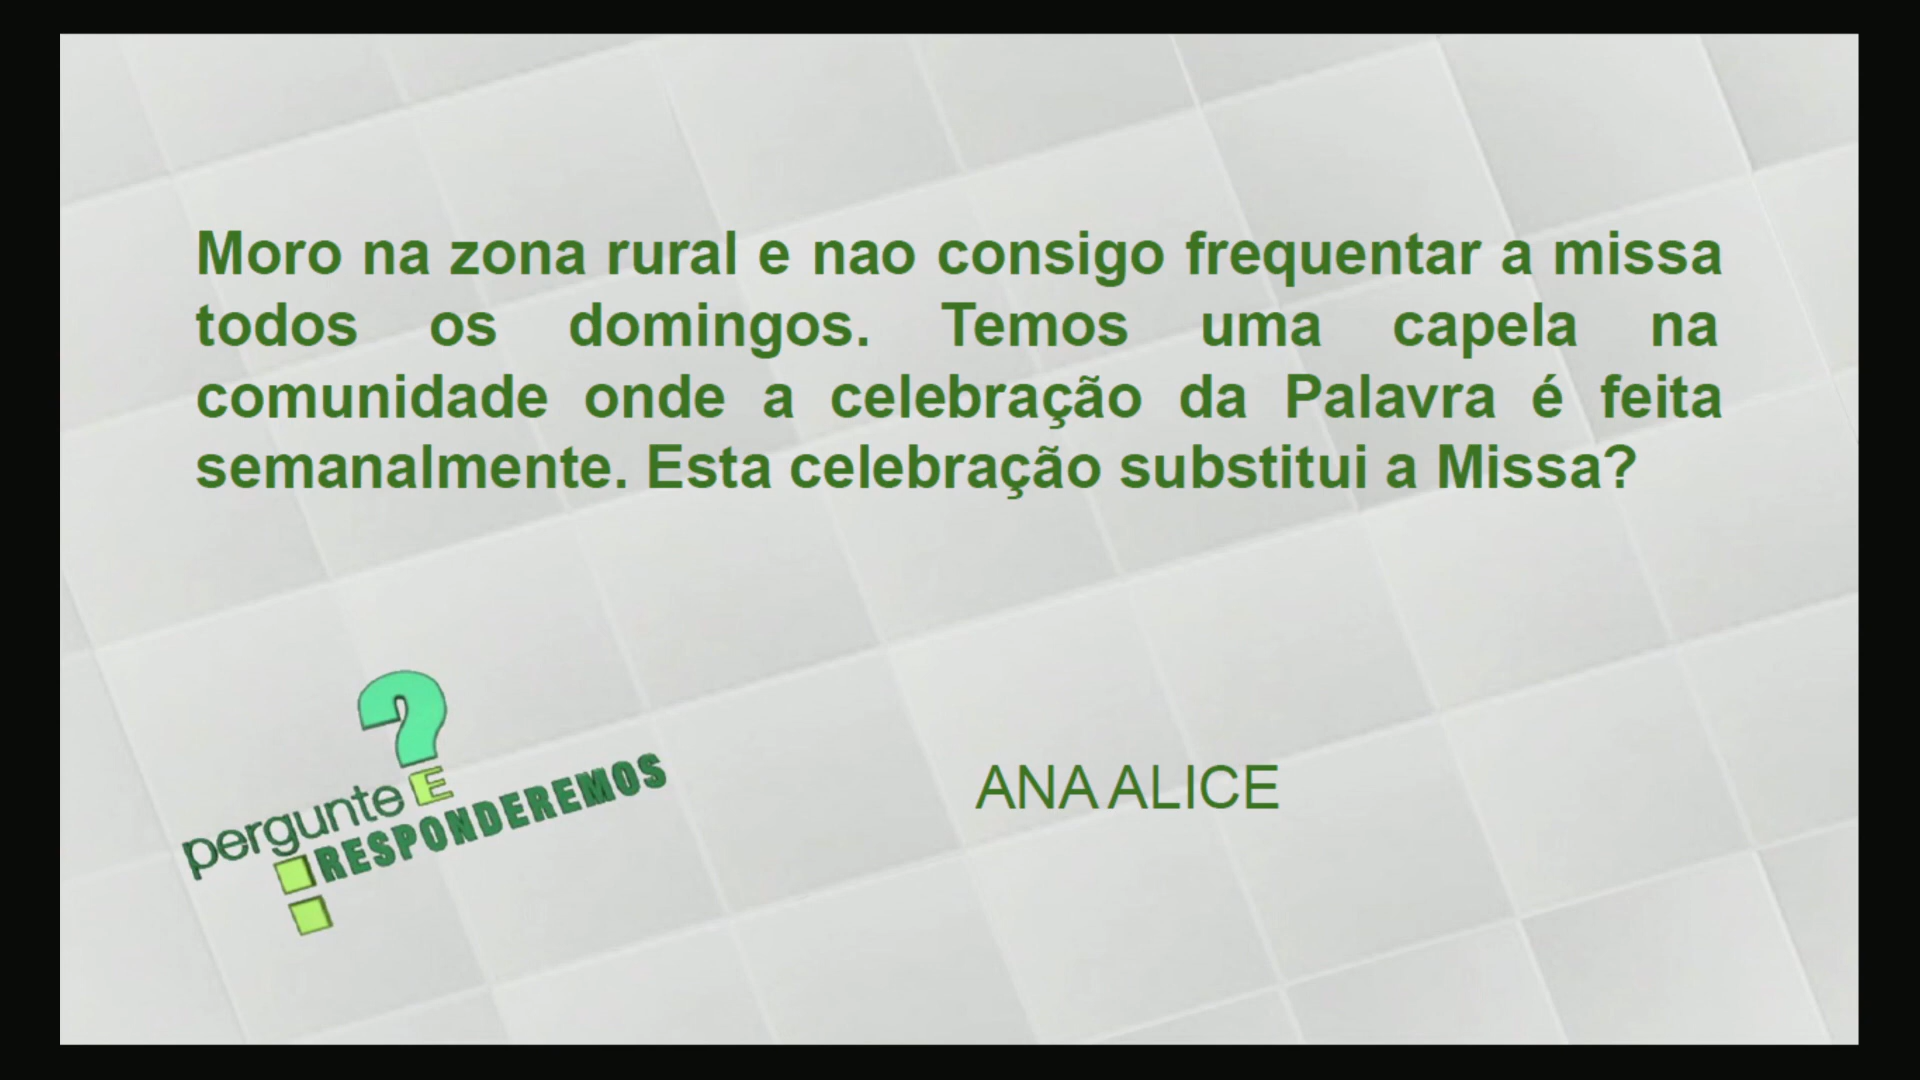 Moro na zona rural e nao consigo frequentar a missa
todos os domingos. Temos uma capela na
comunidade onde a celebração da Palavra é feita
semanalmente. Esta celebração substitui a Missa?
?
pergunte E
RESPONDEREMOS
ANA ALICE